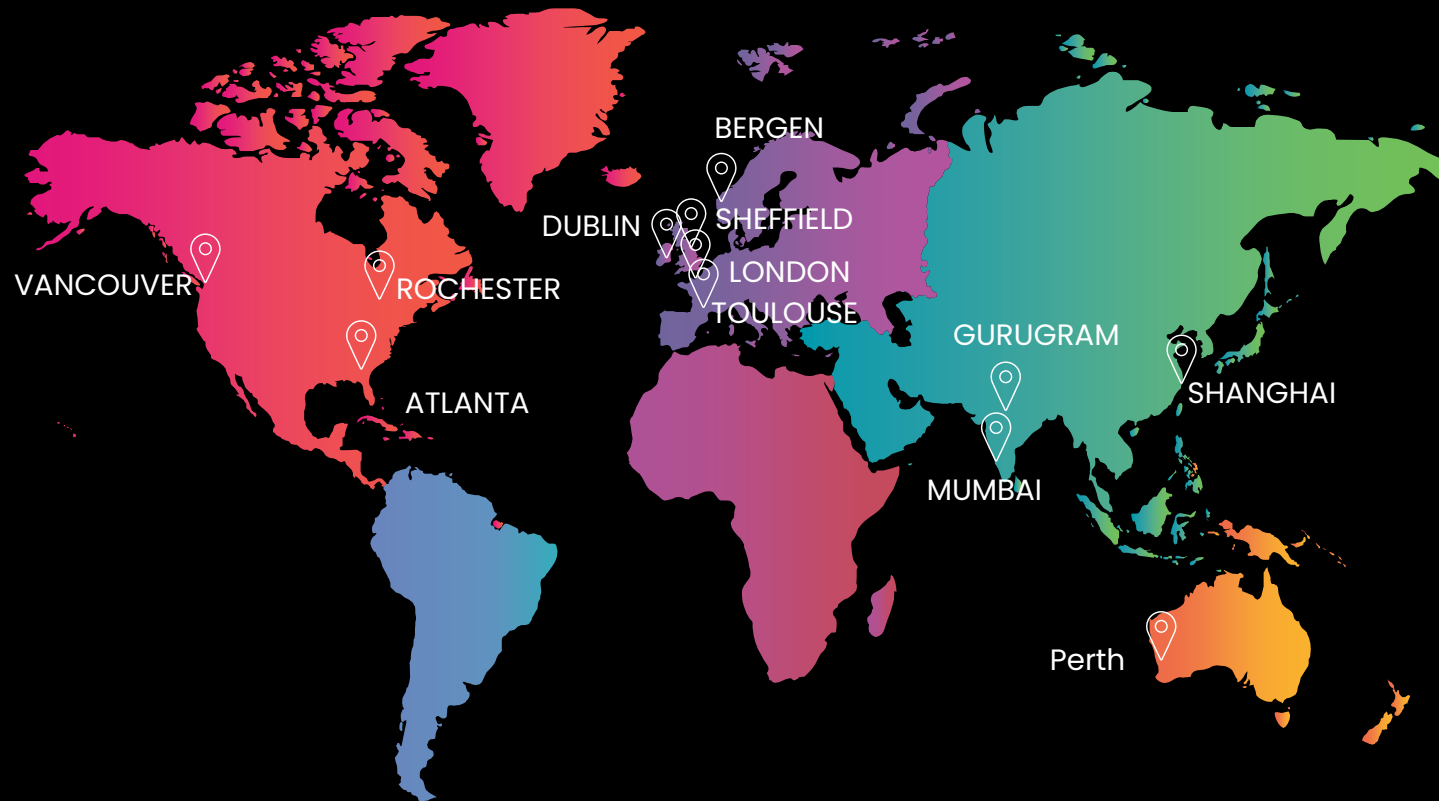 BERGEN
DUBLIN
SHEFFIELD
VANCOUVER
ROCHESTER
LONDON
TOULOUSE
GURUGRAM
SHANGHAI
ATLANTA
MUMBAI
Perth